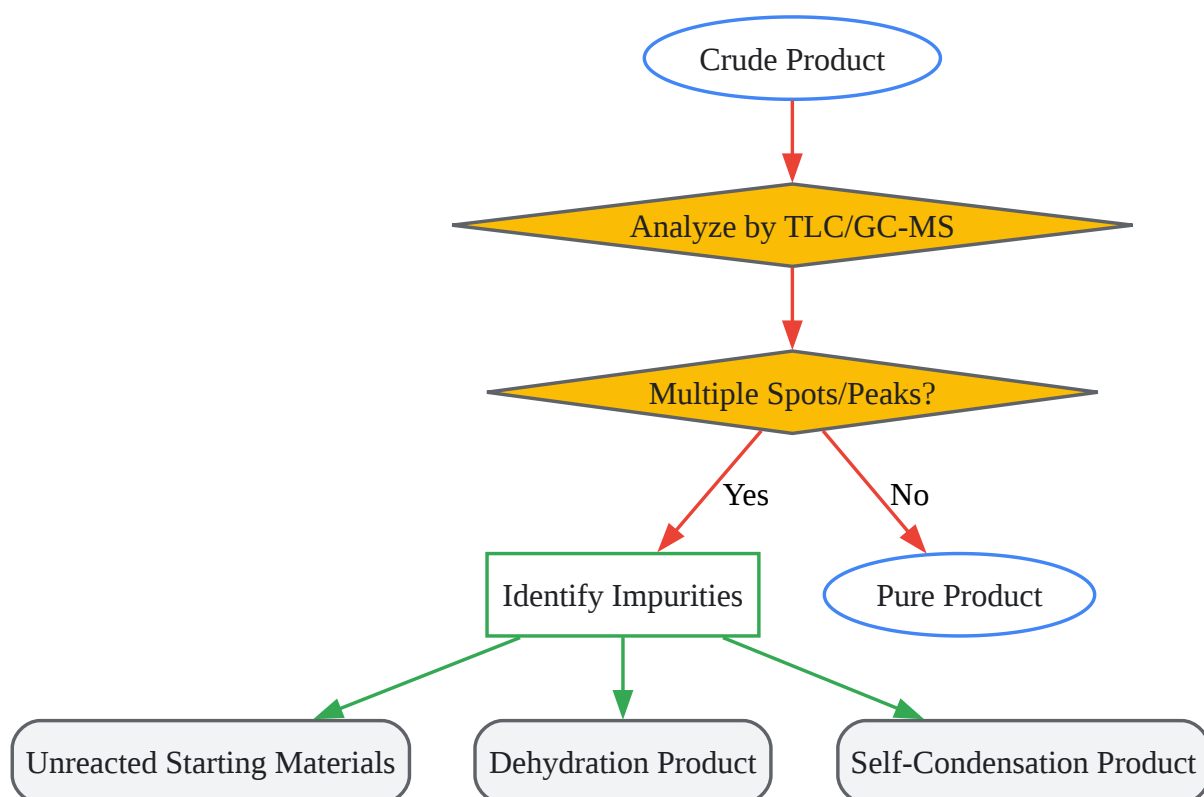 Crude Product
Analyze by TLC/GC-MS
Multiple Spots/Peaks?
Yes
No
Identify Impurities
Pure Product
Unreacted Starting Materials
Dehydration Product
Self-Condensation Product